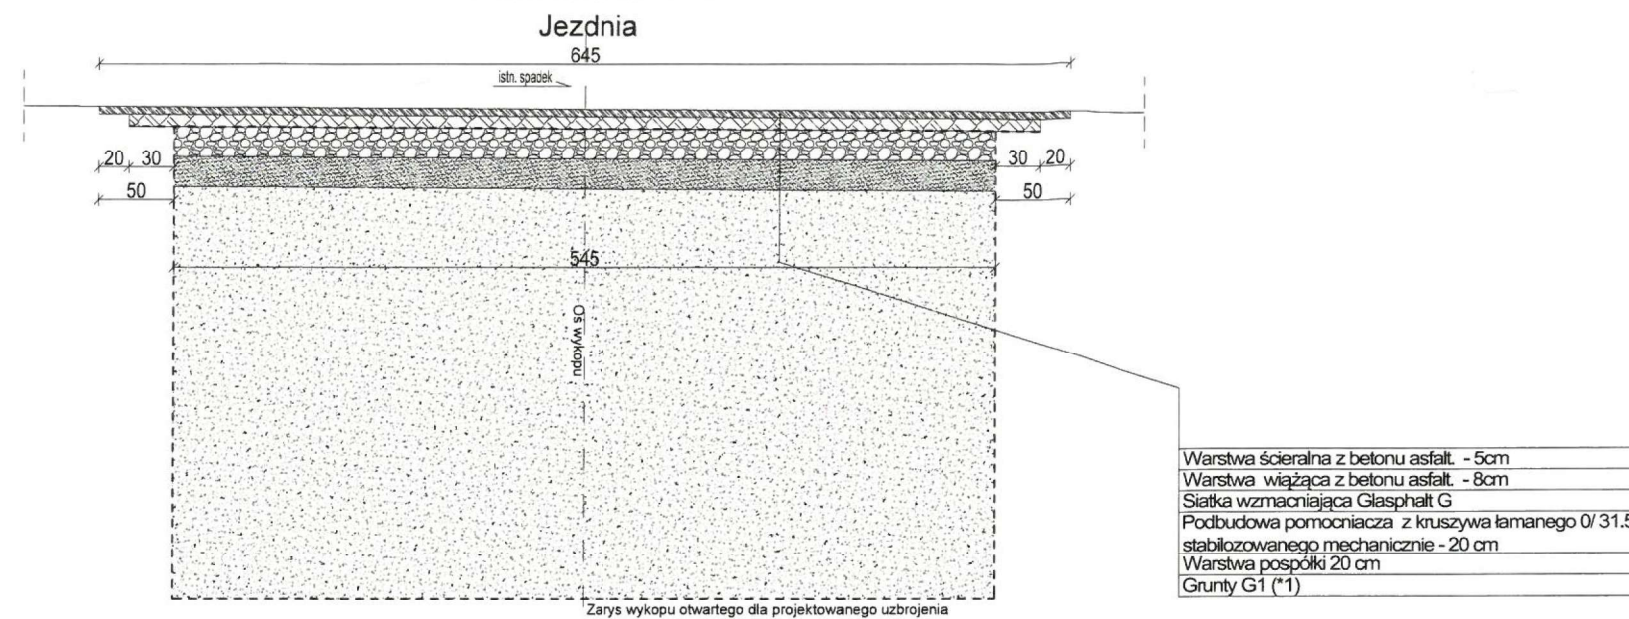 Jezdnia
645
istn. spadek
20 30
30 20
50
50
545
Os wykopu
Warstwa ścieralna z betonu asfalt. - 5cm
Warstwa wiążąca z betonu asfalt. - 8cm
Siatka wzmacniająca Glasphalt G
Podbudowa pomocniacza z kruszywa łamanego 0/ 31.5
stabilozowanego mechanicznie - 20 cm
Warstwa pospółki 20 cm
Grunty G1 (*1)
Zarys wykopu otwartego dla projektowanego uzbrojenia